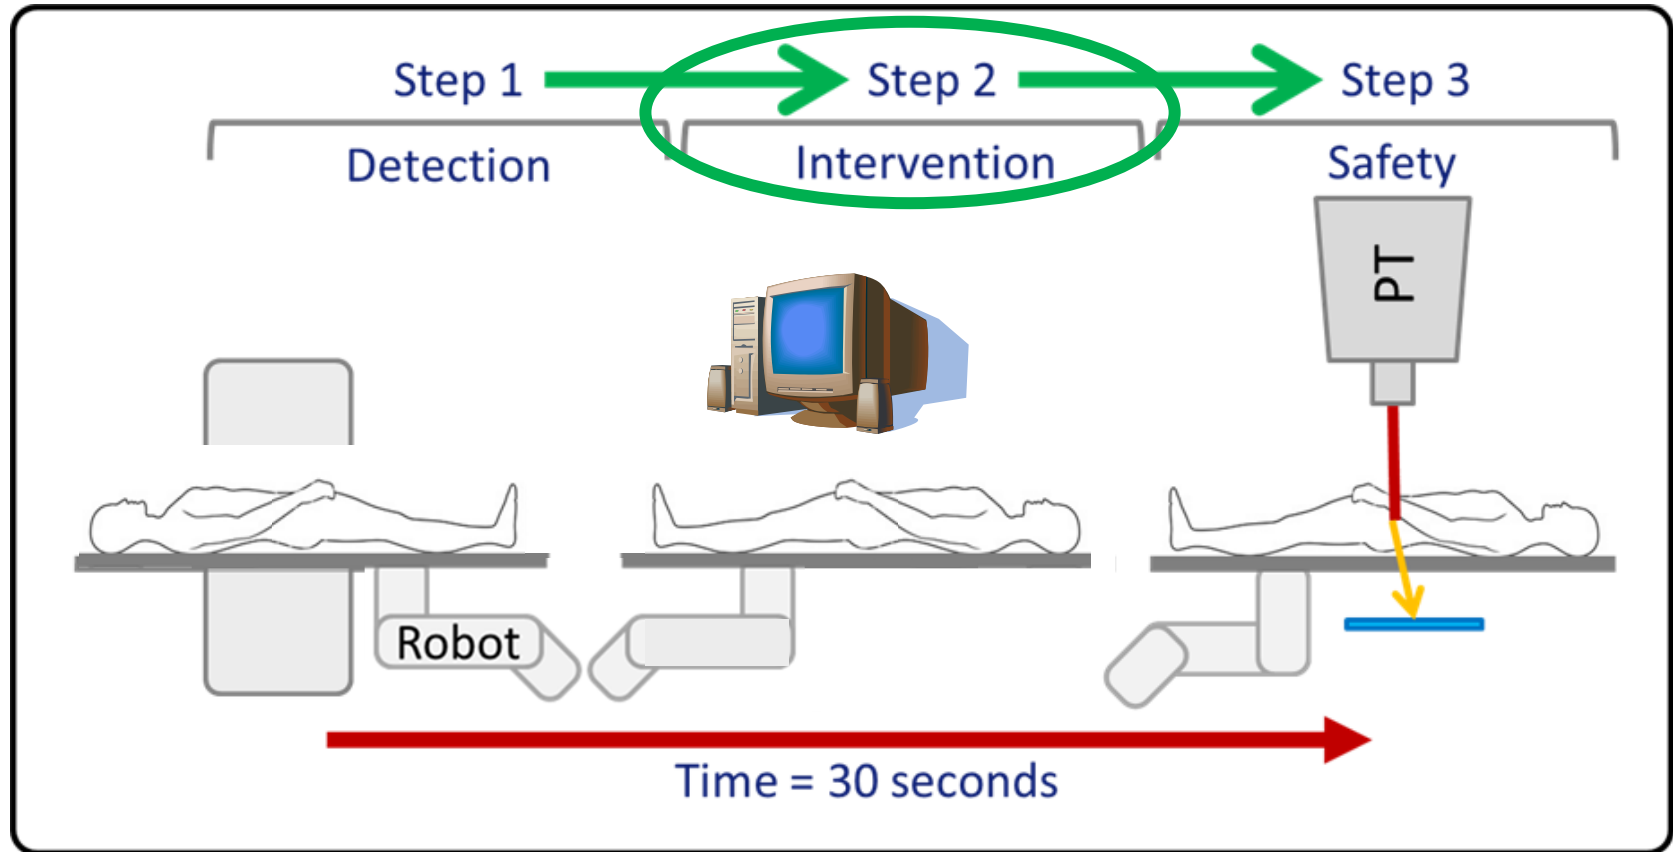 Step 1
Step 2
Step 3
Detection
Intervention
Safety
PT
Robot
Time = 30 seconds